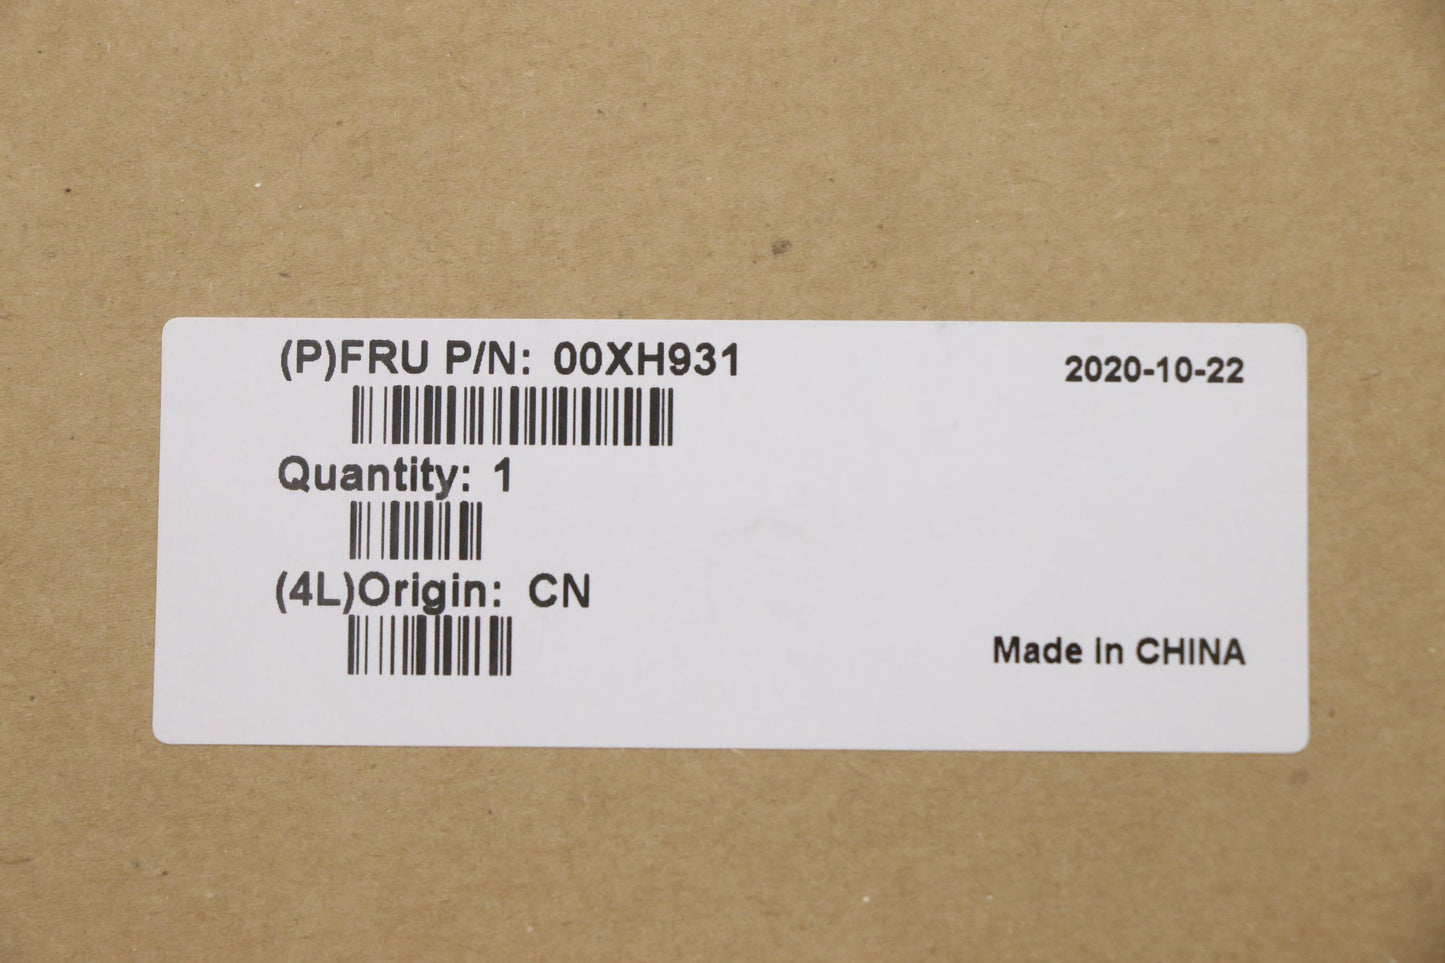 (P)FRU P/N: 00XH931
2020-10-22
Quantity: 1
(4L)Origin: CN
Made In CHINA